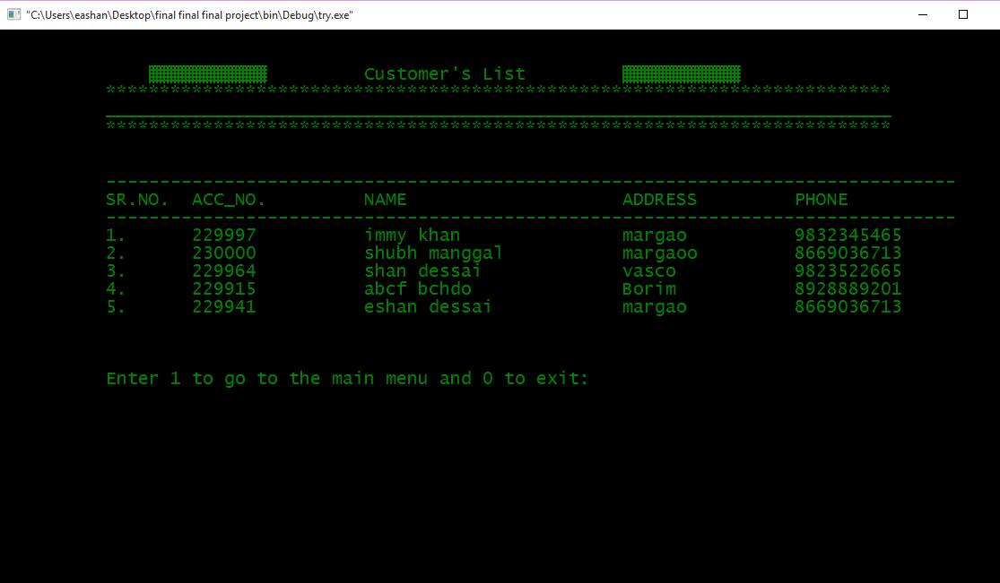 "C:\Users\eashan\Desktop\final final final project\bin\Debug\try.exe"
Customer's List
*************************************************************************
*************************************************************************
-------------------------------------------------------------------------------
SR.NO. ACC_NO. NAME ADDRESS PHONE
-------------------------------------------------------------------------------
1. 229997 immy khan margao 9832345465
2. 230000 shubh manggal margaoo 8669036713
3. 229964 shan dessai vasco 9823522665
4. 229915 abcf bchdo Borim 8928889201
5. 229941 eshan dessai margao 8669036713
Enter 1 to go to the main menu and O to exit: